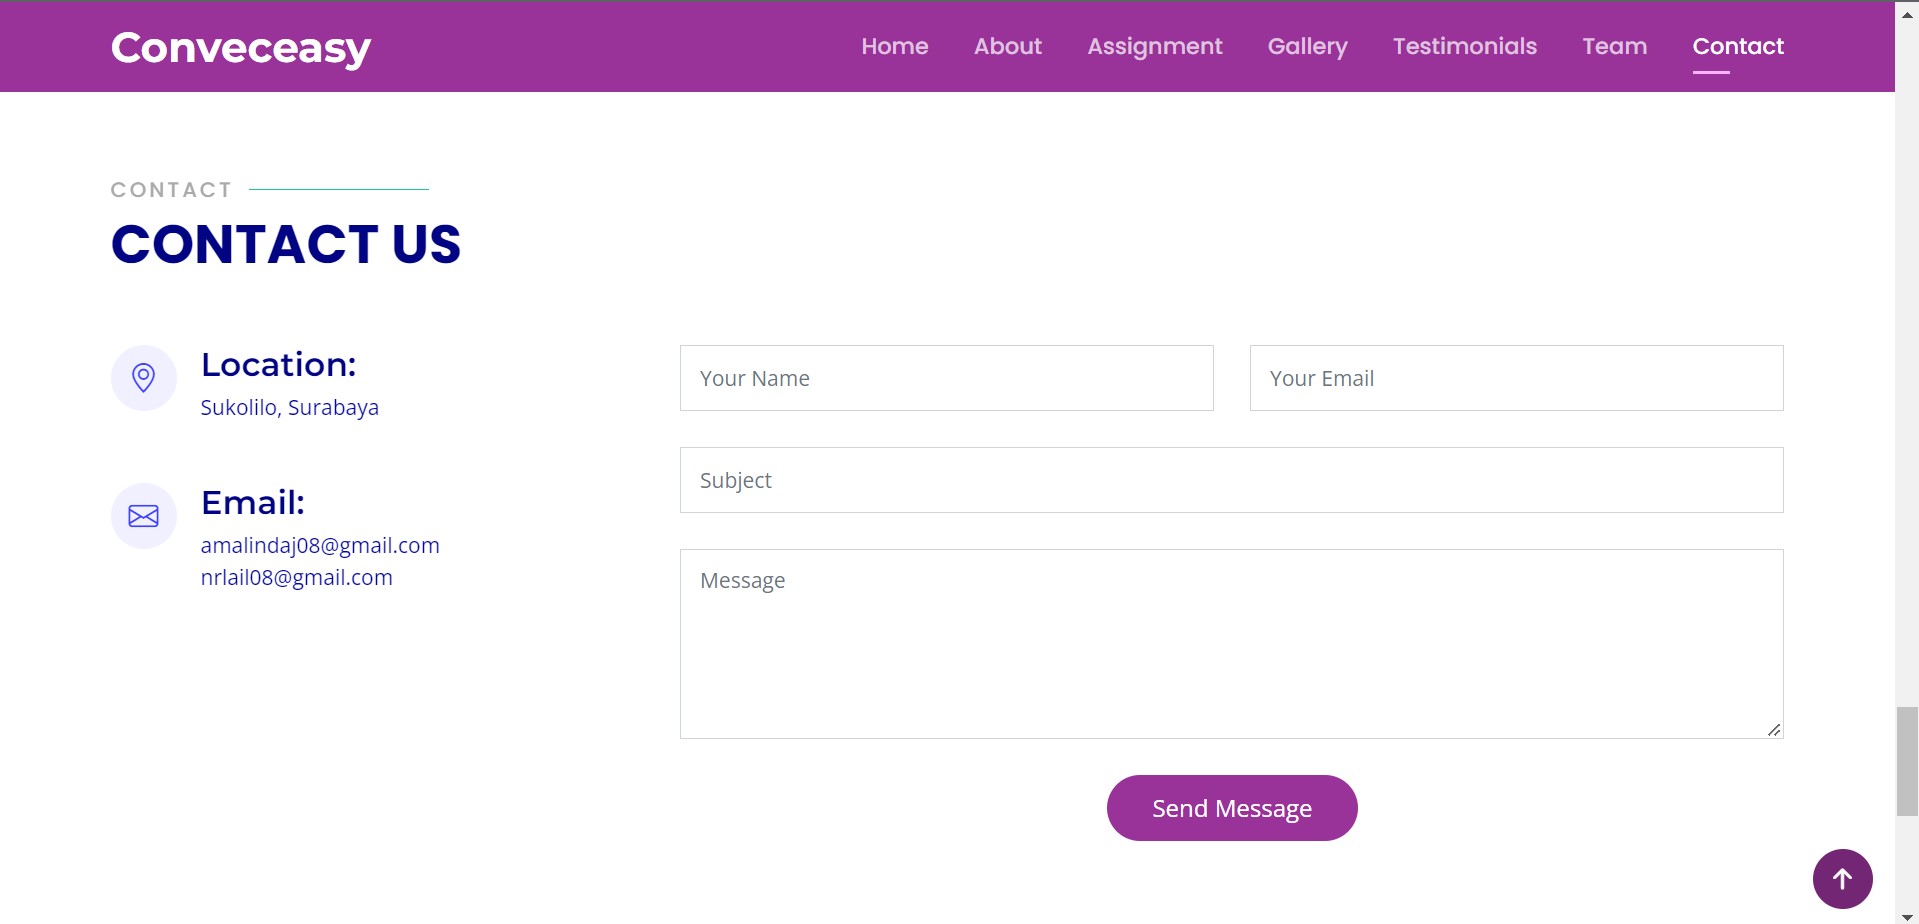 Conveceasy
Home About Assignment Gallery Testimonials Team Contact
CONTACT
CONTACT US
Location:
Sukolilo, Surabaya
Email:
amalindaj08@gmail.com
nrlail08@gmail.com
Your Name
Your Email
Subject
Message
Send Message